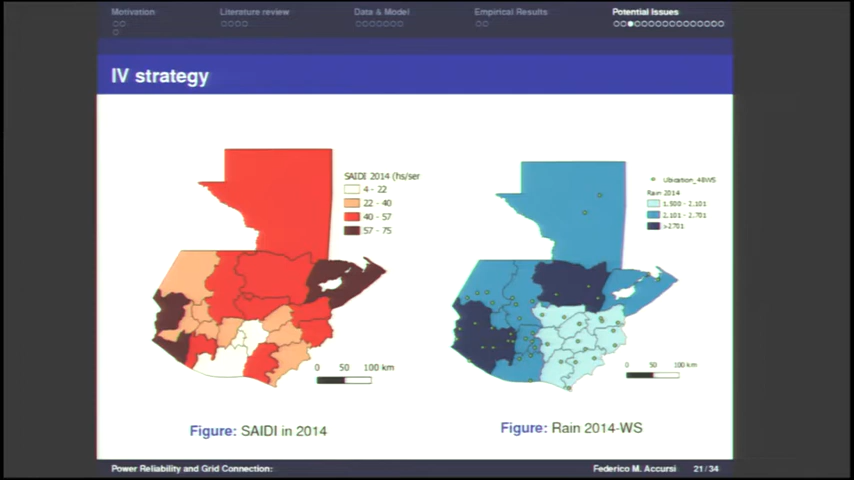 Motivation Literature review Data & Model Empirical Results Potential Issues
IV strategy
SAIDI 2014 (hs/ser
4 - 22
22 - 40
40 - 57
57 - 75
0 50 100 km
Figure: SAIDI in 2014
Ubication_48WS
Rain 2014
1,500 - 2,101
2,101 - 2,701
>2701
0 50 100 km
Figure: Rain 2014-WS
Power Reliability and Grid Connection: Federico M. Accursi 21 / 34